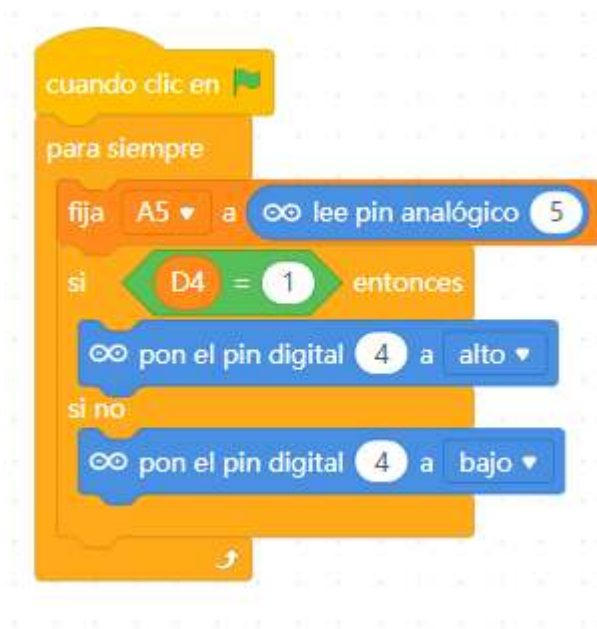 cuando clic en
para siempre
fija A5 a lee pin analógico 5
si D4 = 1 entonces
pon el pin digital 4 a alto
si no
pon el pin digital 4 a bajo